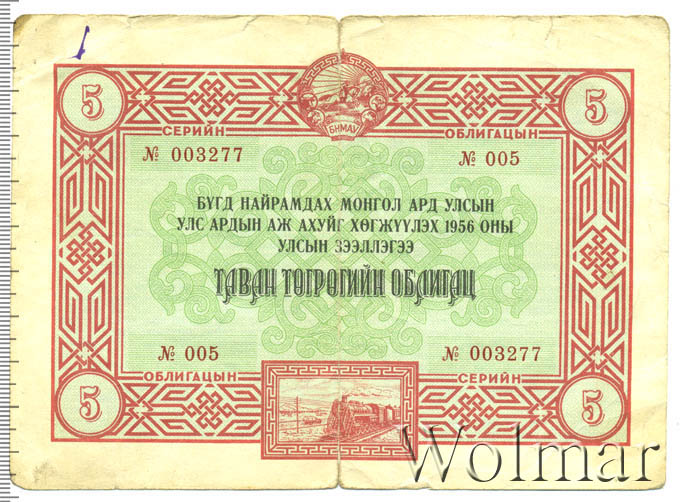 5
5
БНМАУ
СЕРИЙН
ОБЛИГАЦЫН
№ 003277
№ 005
БҮГД НАЙРАМДАХ МОНГОЛ АРД УЛСЫН
УЛС АРДЫН АЖ АХУЙГ ХӨГЖҮҮЛЭХ 1956 ОНЫ
УЛСЫН ЗЭЭЛЛЭГЭЭ
ТАВАН ТӨГРӨГИЙН ОБЛИГАЦ
№ 005
№ 003277
ОБЛИГАЦЫН
СЕРИЙН
5
5
Wolmar